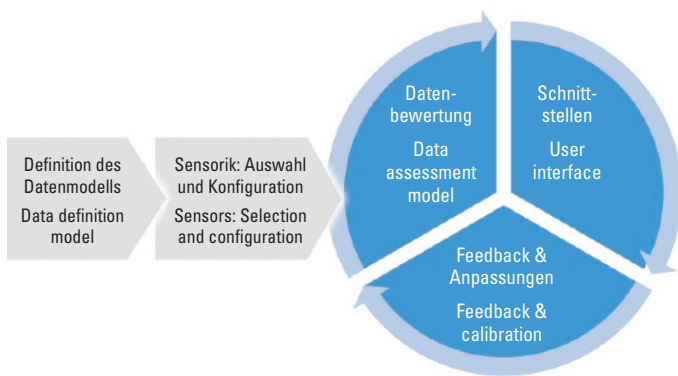 Definition des
Datenmodells
Data definition
model
Sensorik: Auswahl
und Konfiguration
Sensors: Selection
and configuration
Daten-
bewertung
Data
assessment
model
Schnitt-
stellen
User
interface
Feedback &
Anpassungen
Feedback &
calibration